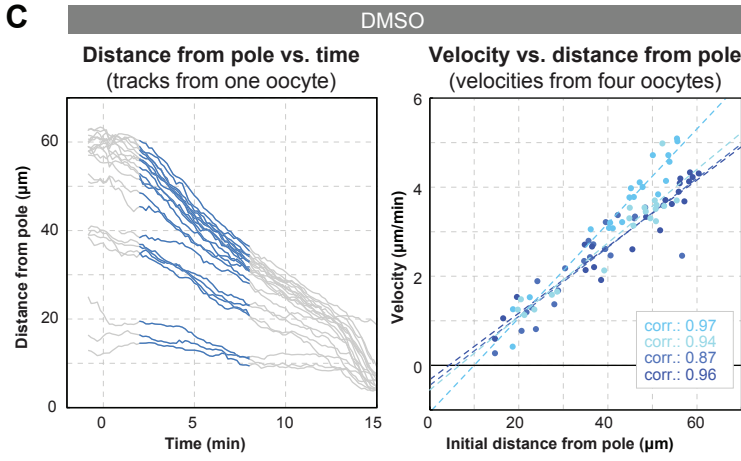 C
DMSO
Distance from pole vs. time
(tracks from one oocyte)
Distance from pole (μm)
60
40
20
0
0
5
10
15
Time (min)
Velocity vs. distance from pole
(velocities from four oocytes)
Velocity (μm/min)
6
4
2
0
corr.: 0.97
corr.: 0.94
corr.: 0.87
corr.: 0.96
0
20
40
60
Initial distance from pole (μm)